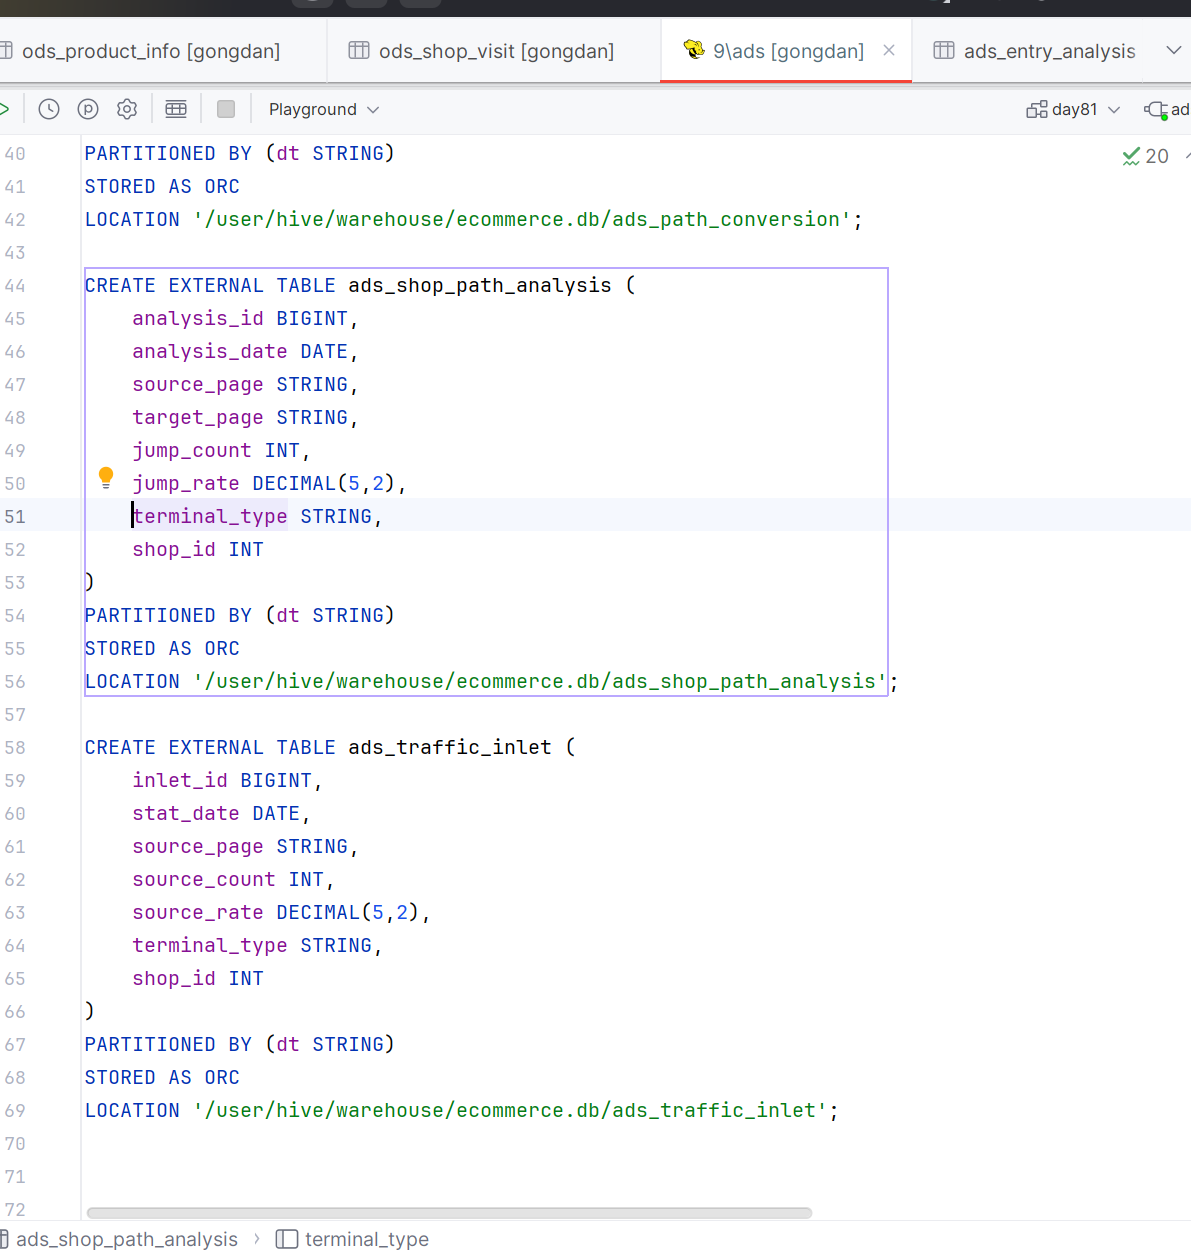 ods_product_info [gongdan]
ods_shop_visit [gongdan]
9\ads [gongdan]
ads_entry_analysis
Playground
day81
ad
20
40 PARTITIONED BY (dt STRING)
41 STORED AS ORC
42 LOCATION '/user/hive/warehouse/ecommerce.db/ads_path_conversion';
43
44 CREATE EXTERNAL TABLE ads_shop_path_analysis (
45 analysis_id BIGINT,
46 analysis_date DATE,
47 source_page STRING,
48 target_page STRING,
49 jump_count INT,
50 jump_rate DECIMAL(5,2),
51 terminal_type STRING,
52 shop_id INT
53 )
54 PARTITIONED BY (dt STRING)
55 STORED AS ORC
56 LOCATION '/user/hive/warehouse/ecommerce.db/ads_shop_path_analysis';
57
58 CREATE EXTERNAL TABLE ads_traffic_inlet (
59 inlet_id BIGINT,
60 stat_date DATE,
61 source_page STRING,
62 source_count INT,
63 source_rate DECIMAL(5,2),
64 terminal_type STRING,
65 shop_id INT
66 )
67 PARTITIONED BY (dt STRING)
68 STORED AS ORC
69 LOCATION '/user/hive/warehouse/ecommerce.db/ads_traffic_inlet';
70
71
72
ads_shop_path_analysis
terminal_type